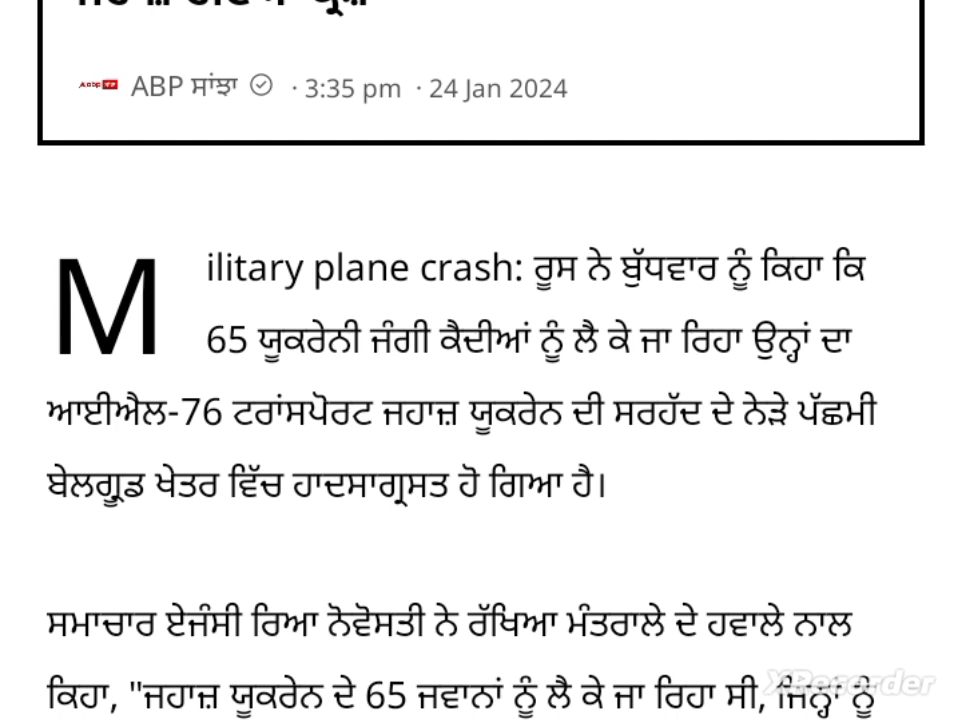 ABP ਸਾਂਝਾ · 3:35 pm · 24 Jan 2024
Military plane crash: ਰੂਸ ਨੇ ਬੁੱਧਵਾਰ ਨੂੰ ਕਿਹਾ ਕਿ
65 ਯੂਕਰੇਨੀ ਜੰਗੀ ਕੈਦੀਆਂ ਨੂੰ ਲੈ ਕੇ ਜਾ ਰਿਹਾ ਉਨ੍ਹਾਂ ਦਾ
ਆਈਐਲ-76 ਟਰਾਂਸਪੋਰਟ ਜਹਾਜ਼ ਯੂਕਰੇਨ ਦੀ ਸਰਹੱਦ ਦੇ ਨੇੜੇ ਪੱਛਮੀ
ਬੇਲਗ੍ਰੂਡ ਖੇਤਰ ਵਿੱਚ ਹਾਦਸਾਗ੍ਰਸਤ ਹੋ ਗਿਆ ਹੈ।
ਸਮਾਚਾਰ ਏਜੰਸੀ ਰਿਆ ਨੋਵੋਸਤੀ ਨੇ ਰੱਖਿਆ ਮੰਤਰਾਲੇ ਦੇ ਹਵਾਲੇ ਨਾਲ
ਕਿਹਾ, "ਜਹਾਜ਼ ਯੂਕਰੇਨ ਦੇ 65 ਜਵਾਨਾਂ ਨੂੰ ਲੈ ਕੇ ਜਾ ਰਿਹਾ ਸੀ, ਜਿਨ੍ਹਾਂ ਨੂੰ
XRecorder